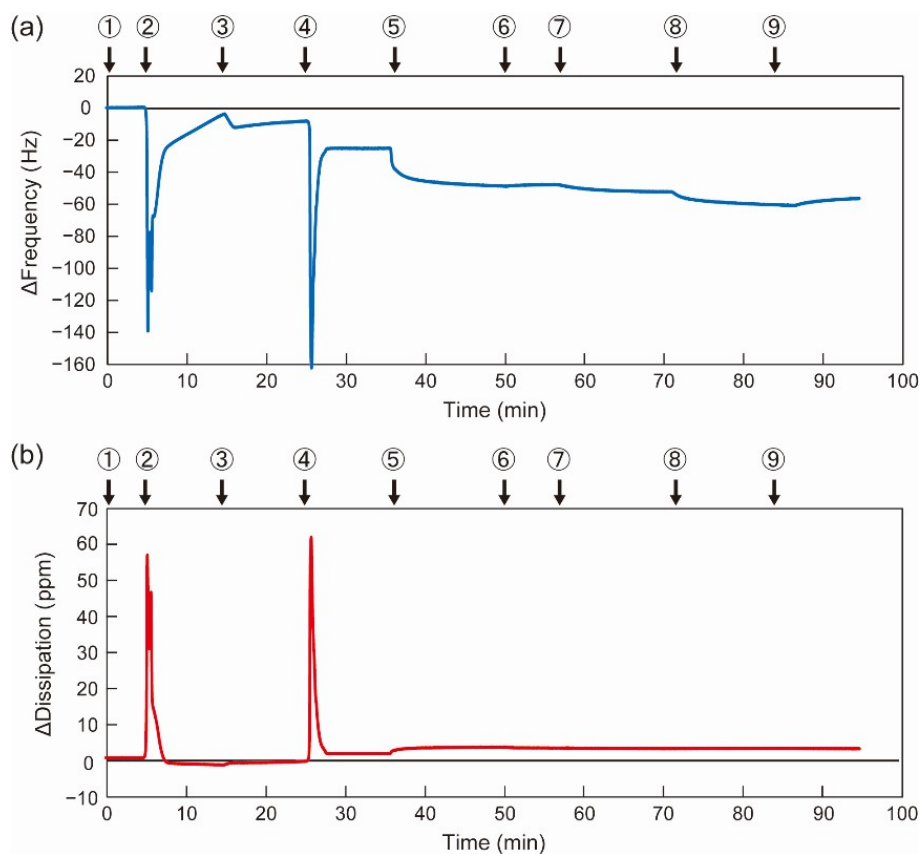 (a)
① ② ③ ④ ⑤ ⑥ ⑦ ⑧ ⑨
20
0
−20
−40
−60
−80
−100
−120
−140
−160
ΔFrequency (Hz)
0 10 20 30 40 50 60 70 80 90 100
Time (min)
(b)
① ② ③ ④ ⑤ ⑥ ⑦ ⑧ ⑨
70
60
50
40
30
20
10
0
−10
ΔDissipation (ppm)
0 10 20 30 40 50 60 70 80 90 100
Time (min)